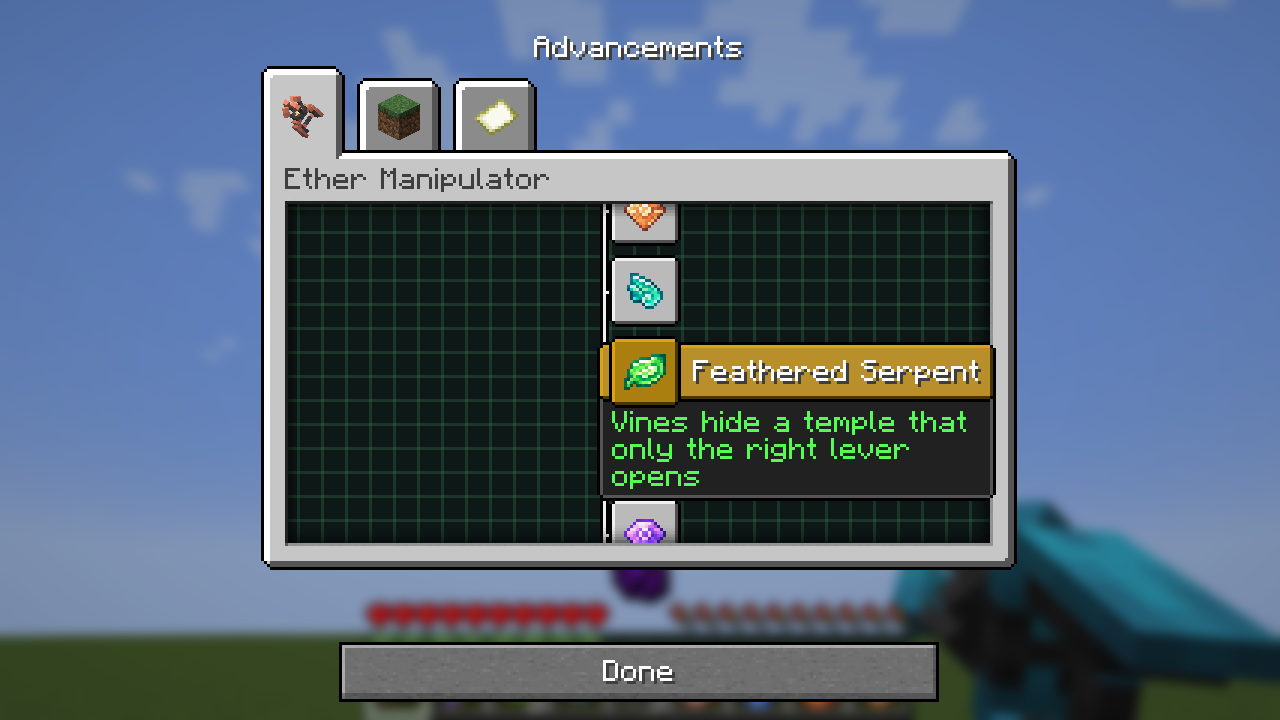 Advancements
Ether Manipulator
Feathered Serpent
Vines hide a temple that
only the right lever
opens
Done